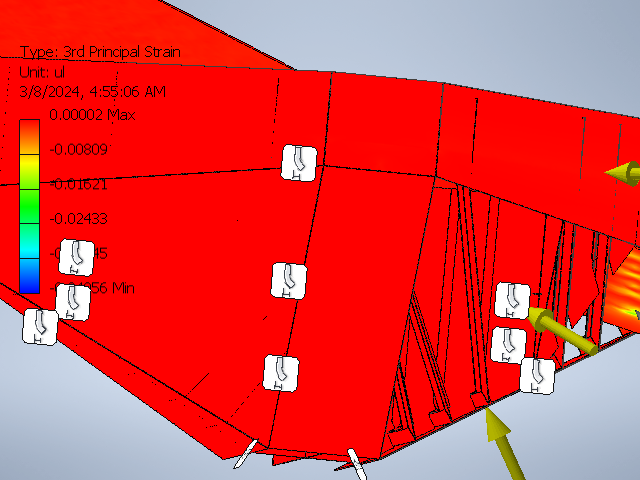 Type: 3rd Principal Strain
Unit: ul
3/8/2024, 4:55:06 AM
0.00002 Max
-0.00809
-0.01621
-0.02433
Min